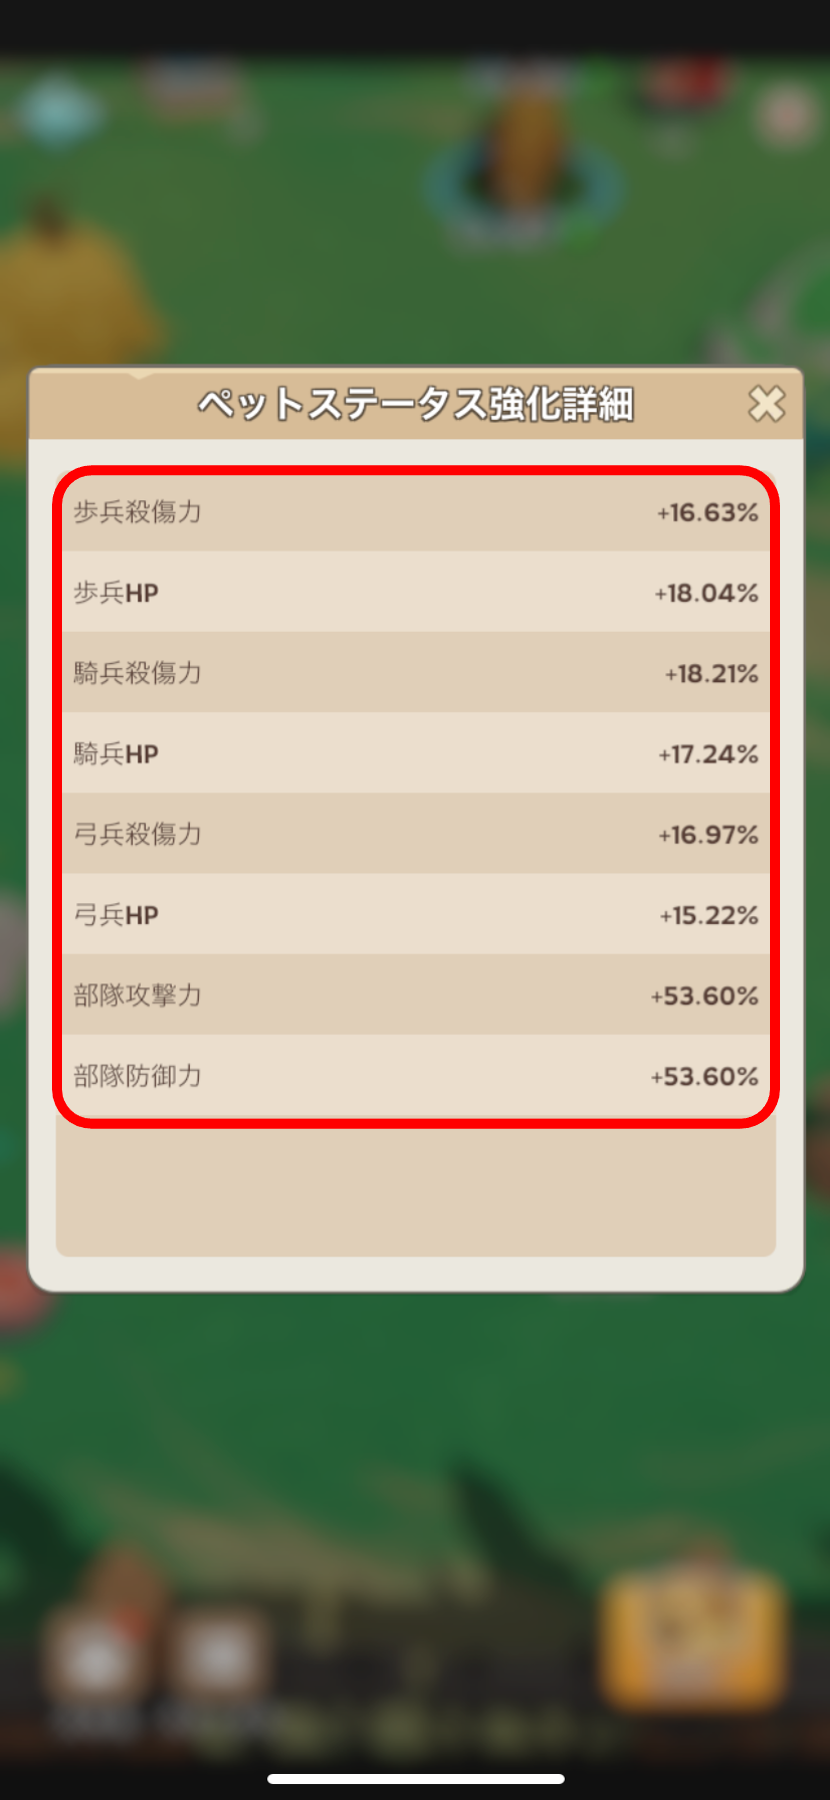 ペットステータス強化詳細
歩兵殺傷力 +16.63%
歩兵HP +18.04%
騎兵殺傷力 +18.21%
騎兵HP +17.24%
弓兵殺傷力 +16.97%
弓兵HP +15.22%
部隊攻撃力 +53.60%
部隊防御力 +53.60%